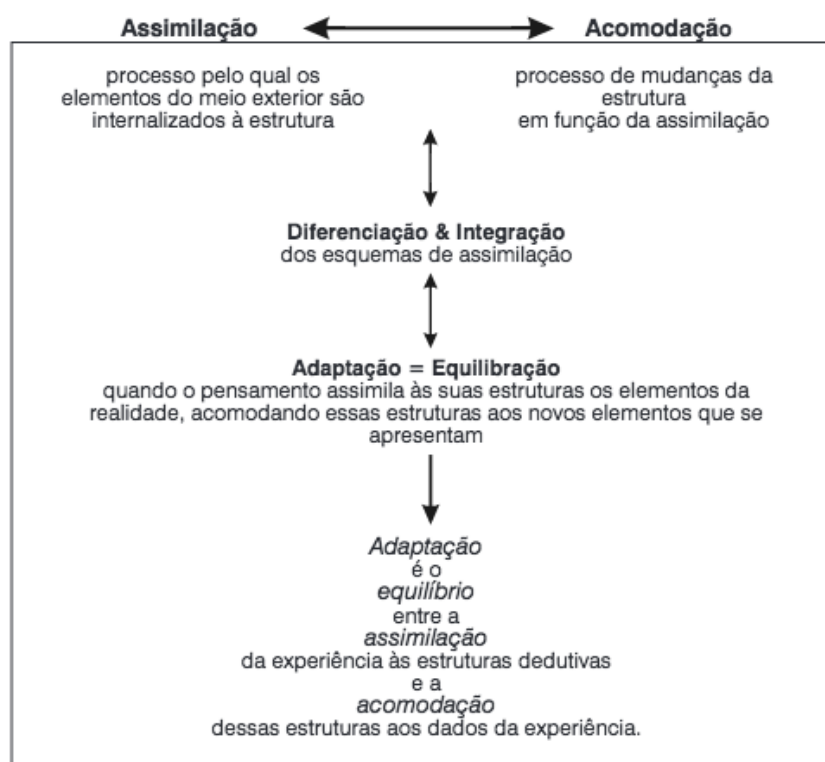 Assimilação Acomodação
processo pelo qual os
elementos do meio exterior são
internalizados à estrutura
processo de mudanças da
estrutura
em função da assimilação
Diferenciação & Integração
dos esquemas de assimilação
Adaptação = Equilibração
quando o pensamento assimila às suas estruturas os elementos da
realidade, acomodando essas estruturas aos novos elementos que se
apresentam
Adaptação
é o
equilíbrio
entre a
assimilação
da experiência às estruturas dedutivas
e a
acomodação
dessas estruturas aos dados da experiência.